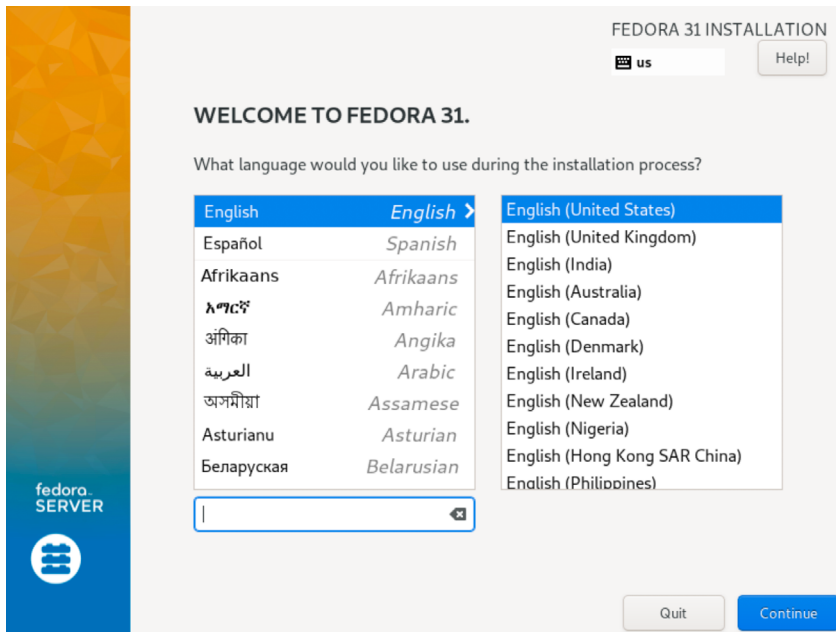 FEDORA 31 INSTALLATION
us
Help!
WELCOME TO FEDORA 31.
What language would you like to use during the installation process?
English English
Español Spanish
Afrikaans Afrikaans
አማርኛ Amharic
अंगिका Angika
العربية Arabic
অসমীয়া Assamese
Asturianu Asturian
Беларуская Belarusian
English (United States)
English (United Kingdom)
English (India)
English (Australia)
English (Canada)
English (Denmark)
English (Ireland)
English (New Zealand)
English (Nigeria)
English (Hong Kong SAR China)
English (Philippines)
fedora
SERVER
Quit
Continue